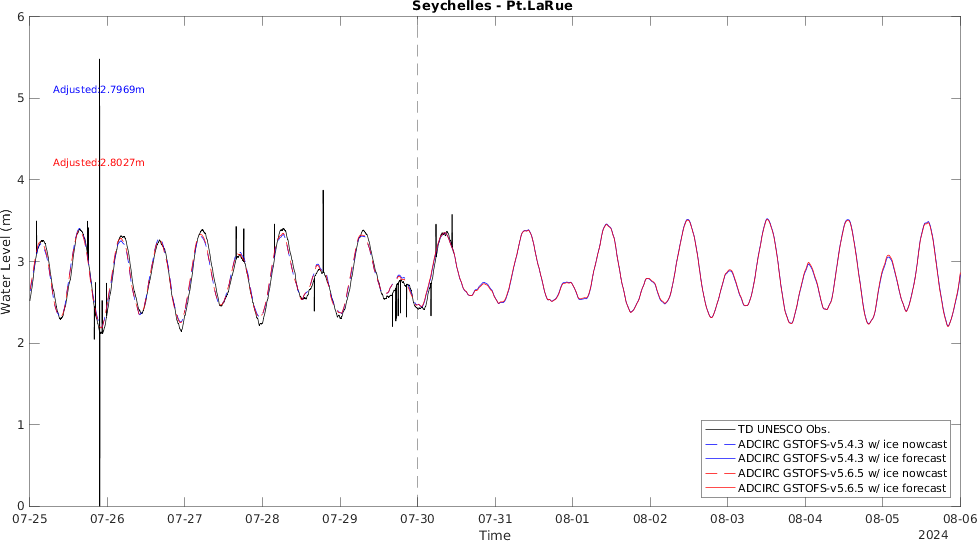 Seychelles - Pt.LaRue
6
5
4
3
2
1
0
Water Level (m)
Adjusted:2.7969m
Adjusted:2.8027m
TD UNESCO Obs.
ADCIRC GSTOFS-v5.4.3 w/ ice nowcast
ADCIRC GSTOFS-v5.4.3 w/ ice forecast
ADCIRC GSTOFS-v5.6.5 w/ ice nowcast
ADCIRC GSTOFS-v5.6.5 w/ ice forecast
07-25 07-26 07-27 07-28 07-29 07-30 07-31 08-01 08-02 08-03 08-04 08-05 08-06
Time
2024